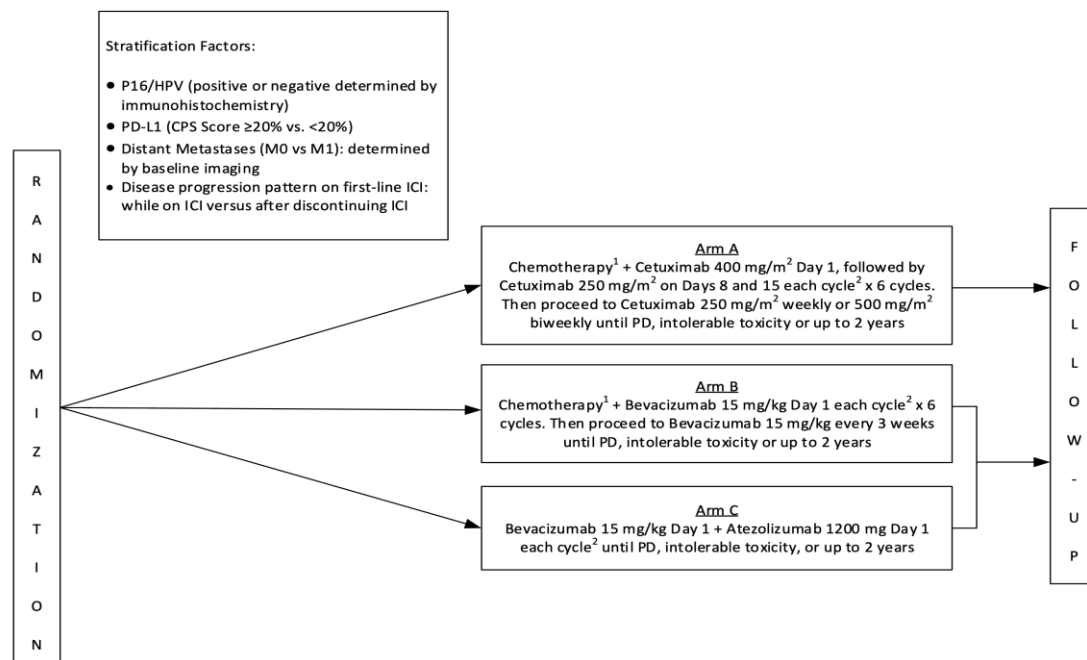 Stratification Factors:
● P16/HPV (positive or negative determined by
immunohistochemistry)
● PD-L1 (CPS Score ≥20% vs. <20%)
● Distant Metastases (M0 vs M1): determined
by baseline imaging
● Disease progression pattern on first-line ICI:
while on ICI versus after discontinuing ICI
R
A
N
D
O
M
I
Z
A
T
I
O
N
Arm A
Chemotherapy¹ + Cetuximab 400 mg/m² Day 1, followed by
Cetuximab 250 mg/m² on Days 8 and 15 each cycle² x 6 cycles.
Then proceed to Cetuximab 250 mg/m² weekly or 500 mg/m²
biweekly until PD, intolerable toxicity or up to 2 years
Arm B
Chemotherapy¹ + Bevacizumab 15 mg/kg Day 1 each cycle² x 6
cycles. Then proceed to Bevacizumab 15 mg/kg every 3 weeks
until PD, intolerable toxicity or up to 2 years
Arm C
Bevacizumab 15 mg/kg Day 1 + Atezolizumab 1200 mg Day 1
each cycle² until PD, intolerable toxicity, or up to 2 years
F
O
L
L
O
W
-
U
P